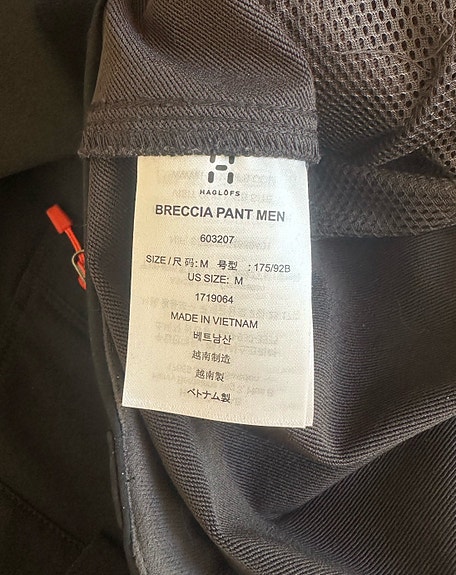 HAGLÖFS
BRECCIA PANT MEN
603207
SIZE/尺码:M 号型 :175/92B
US SIZE: M
1719064
MADE IN VIETNAM
베트남산
越南制造
越南製
ベトナム製